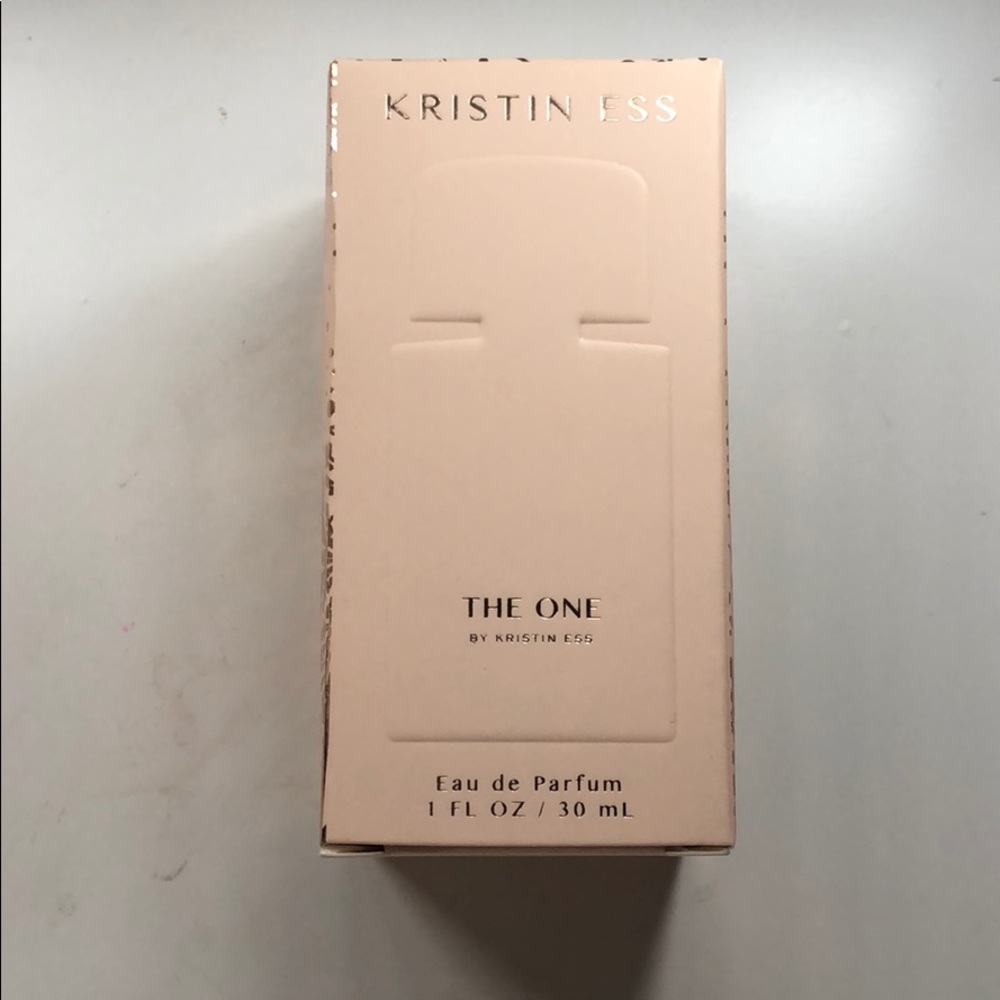 KRISTIN ESS
THE ONE
BY KRISTIN ESS
Eau de Parfum
1 FL OZ / 30 mL